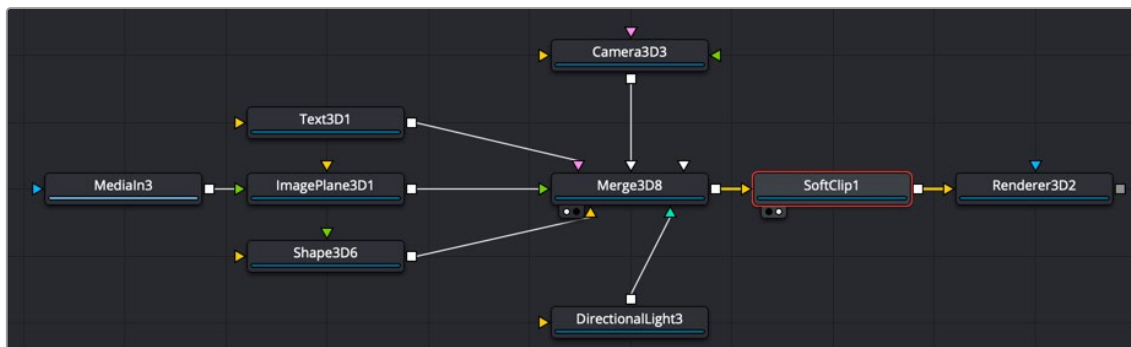 Camera3D3
Text3D1
MediaIn3
ImagePlane3D1
Merge3D8
SoftClip1
Renderer3D2
Shape3D6
DirectionalLight3